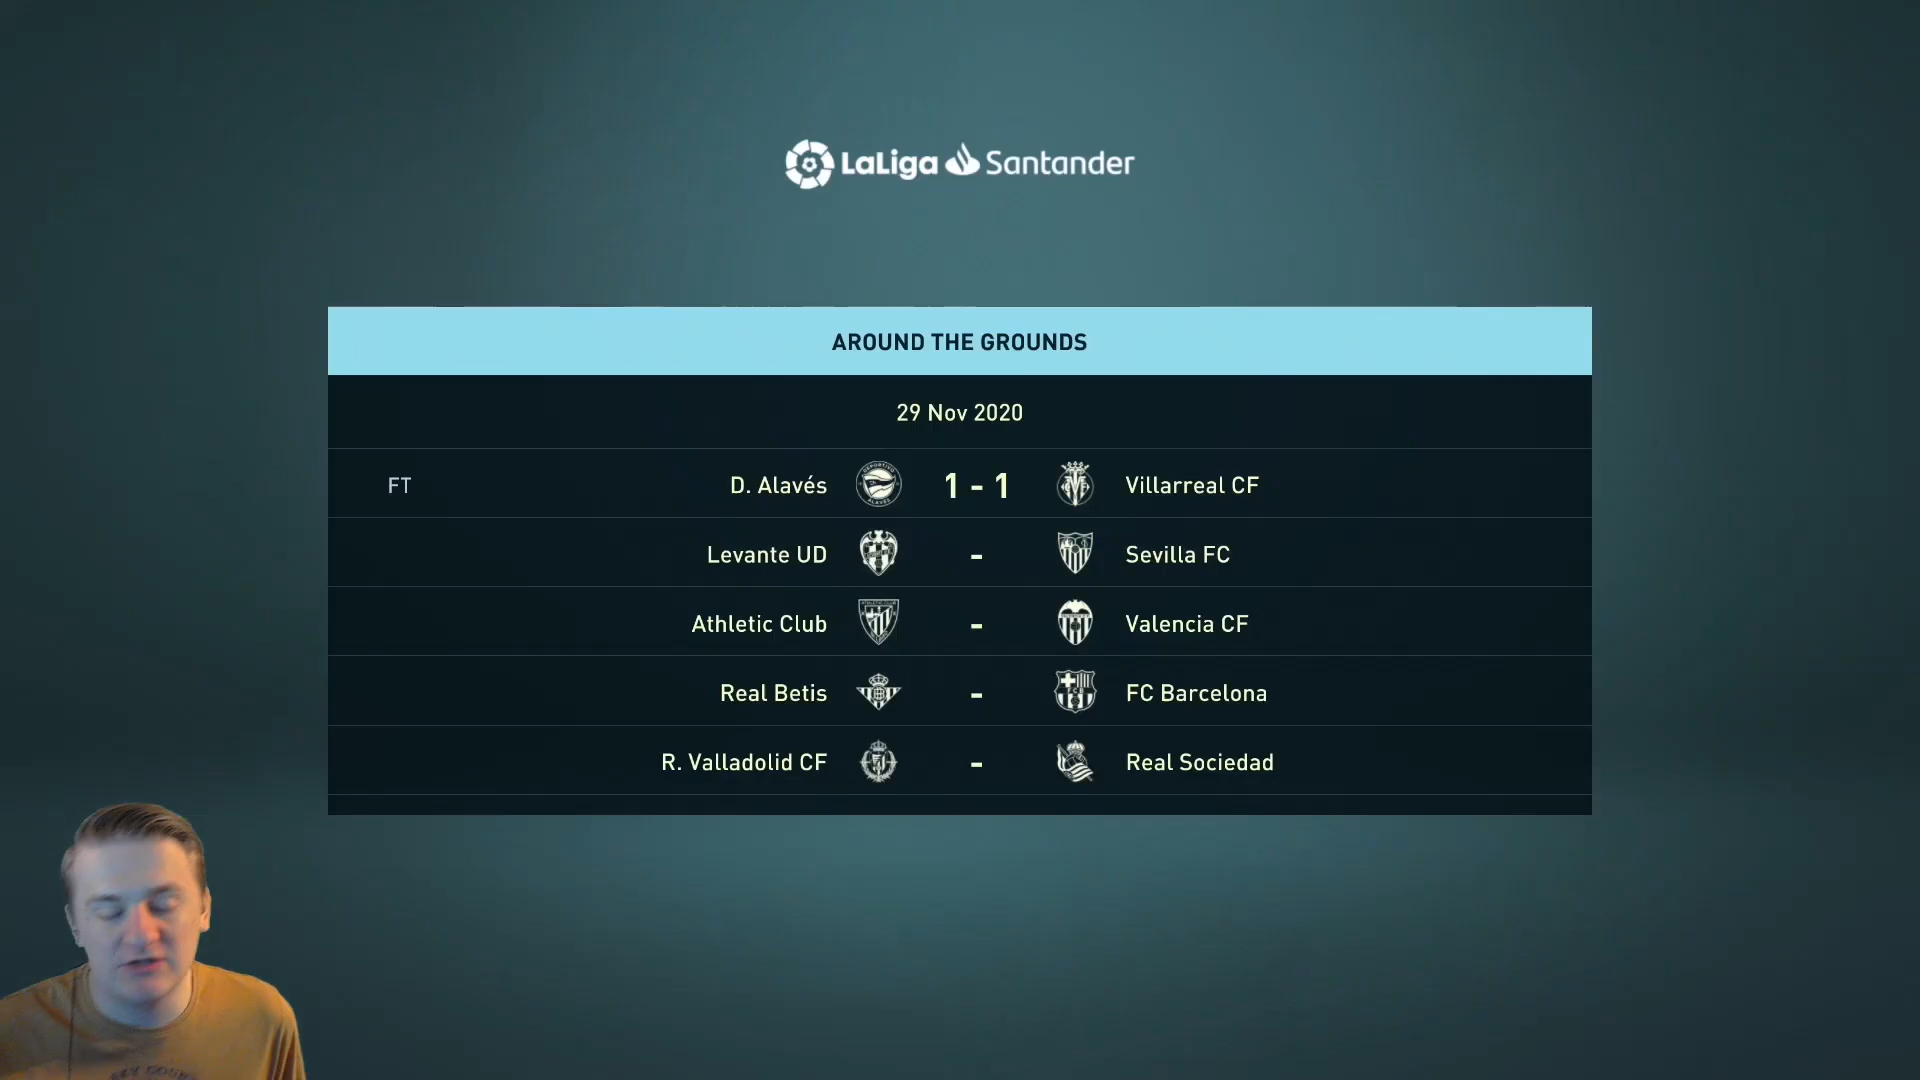 LaLiga Santander
AROUND THE GROUNDS
29 Nov 2020
FT D. Alavés 1 - 1 Villarreal CF
Levante UD - Sevilla FC
Athletic Club - Valencia CF
Real Betis - FC Barcelona
R. Valladolid CF - Real Sociedad